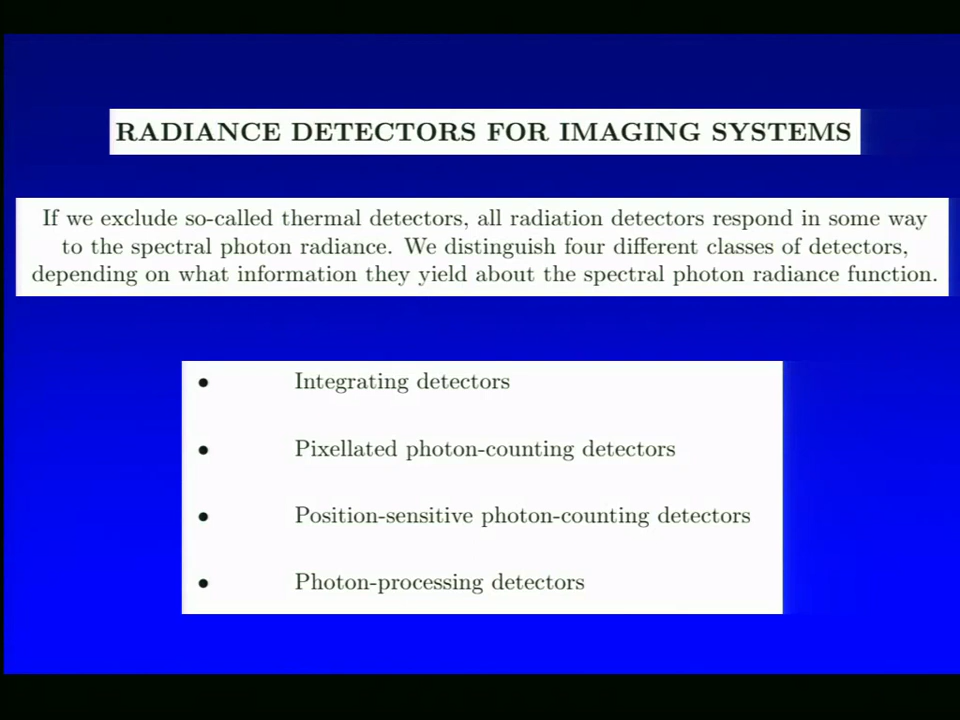 RADIANCE DETECTORS FOR IMAGING SYSTEMS
If we exclude so-called thermal detectors, all radiation detectors respond in some way
to the spectral photon radiance. We distinguish four different classes of detectors,
depending on what information they yield about the spectral photon radiance function.
• Integrating detectors
• Pixellated photon-counting detectors
• Position-sensitive photon-counting detectors
• Photon-processing detectors